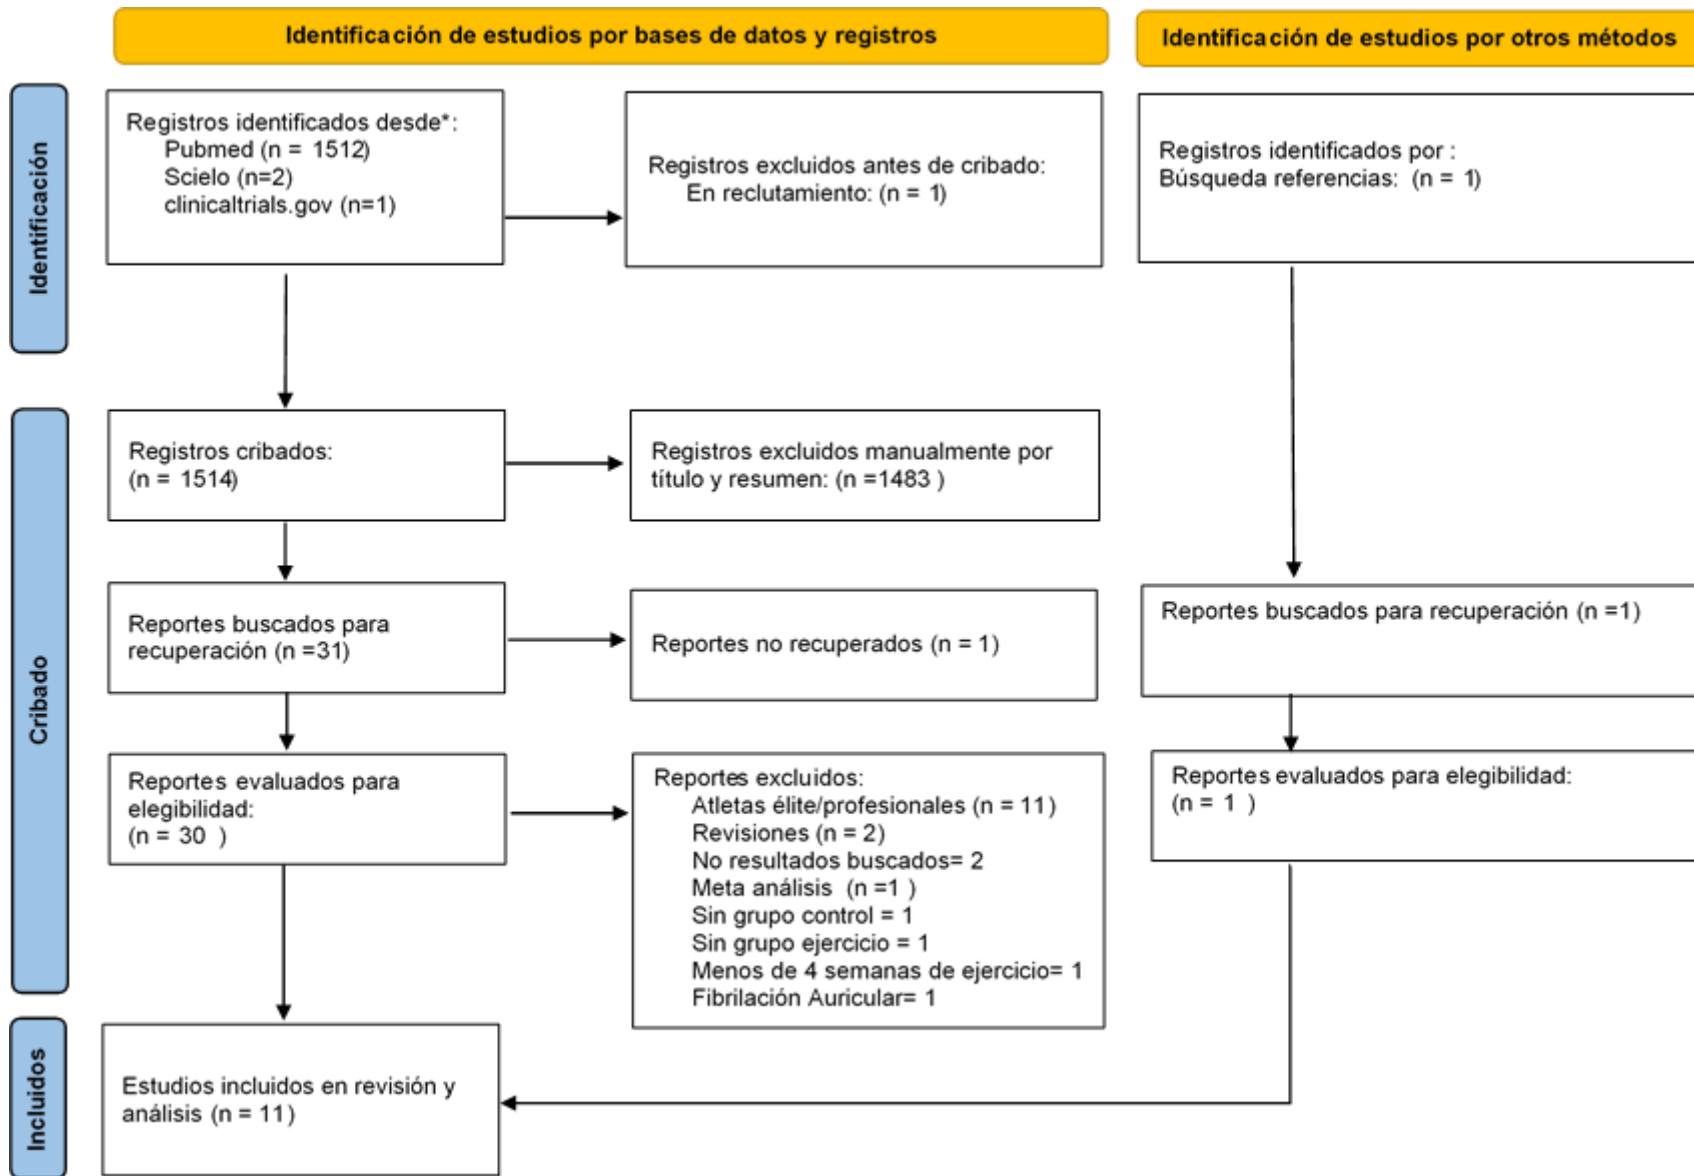 Identificación de estudios por bases de datos y registros
Identificación de estudios por otros métodos
Identificación
Registros identificados desde*:
Pubmed (n = 1512)
Scielo (n=2)
clinicaltrials.gov (n=1)
Registros excluidos antes de cribado:
En reclutamiento: (n = 1)
Registros identificados por :
Búsqueda referencias: (n = 1)
Cribado
Registros cribados:
(n = 1514)
Registros excluidos manualmente por
título y resumen: (n =1483 )
Reportes buscados para
recuperación (n =31)
Reportes no recuperados (n = 1)
Reportes buscados para recuperación (n =1)
Reportes evaluados para
elegibilidad:
(n = 30 )
Reportes excluidos:
Atletas élite/profesionales (n = 11)
Revisiones (n = 2)
No resultados buscados= 2
Meta análisis (n =1 )
Sin grupo control = 1
Sin grupo ejercicio = 1
Menos de 4 semanas de ejercicio= 1
Fibrilación Auricular= 1
Reportes evaluados para elegibilidad:
(n = 1 )
Incluidos
Estudios incluidos en revisión y
análisis (n = 11)